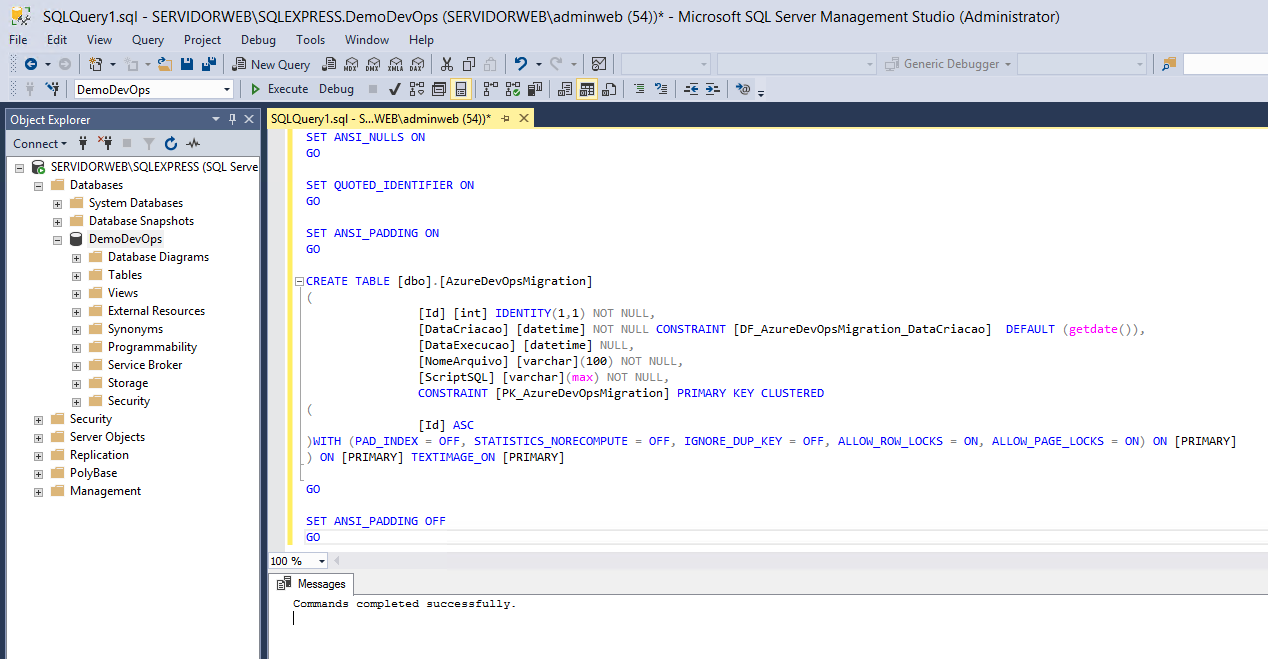 SQLQuery1.sql - SERVIDORWEB\SQLEXPRESS.DemoDevOps (SERVIDORWEB\adminweb (54))* - Microsoft SQL Server Management Studio (Administrator)
File Edit View Query Project Debug Tools Window Help
New Query MDX DMX XMLA DAX Generic Debugger
DemoDevOps Execute Debug
Object Explorer
Connect
SERVIDORWEB\SQLEXPRESS (SQL Serve
Databases
System Databases
Database Snapshots
DemoDevOps
Database Diagrams
Tables
Views
External Resources
Synonyms
Programmability
Service Broker
Storage
Security
Security
Server Objects
Replication
PolyBase
Management
SQLQuery1.sql - S...WEB\adminweb (54))*
SET ANSI_NULLS ON
GO
SET QUOTED_IDENTIFIER ON
GO
SET ANSI_PADDING ON
GO
CREATE TABLE [dbo].[AzureDevOpsMigration]
(
[Id] [int] IDENTITY(1,1) NOT NULL,
[DataCriacao] [datetime] NOT NULL CONSTRAINT [DF_AzureDevOpsMigration_DataCriacao]  DEFAULT (getdate()),
[DataExecucao] [datetime] NULL,
[NomeArquivo] [varchar](100) NOT NULL,
[ScriptSQL] [varchar](max) NOT NULL,
CONSTRAINT [PK_AzureDevOpsMigration] PRIMARY KEY CLUSTERED
(
[Id] ASC
)WITH (PAD_INDEX = OFF, STATISTICS_NORECOMPUTE = OFF, IGNORE_DUP_KEY = OFF, ALLOW_ROW_LOCKS = ON, ALLOW_PAGE_LOCKS = ON) ON [PRIMARY]
) ON [PRIMARY] TEXTIMAGE_ON [PRIMARY]
GO
SET ANSI_PADDING OFF
GO
100 %
Messages
Commands completed successfully.